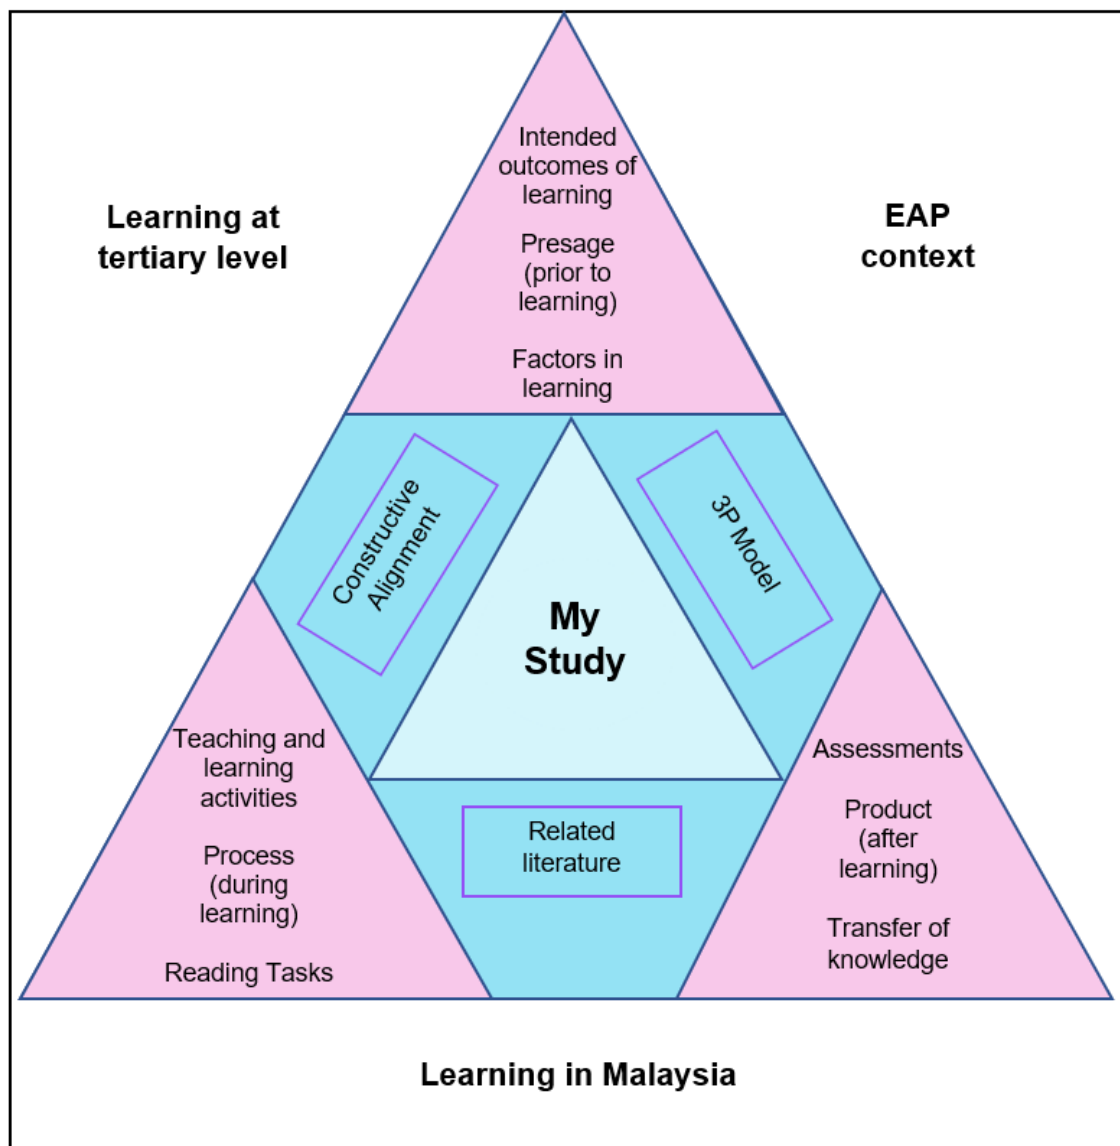 Intended
outcomes of
learning
Presage
(prior to
learning)
Factors in
learning
Learning at
tertiary level
EAP
context
Constructive
Alignment
3P Model
My
Study
Teaching and
learning
activities
Process
(during
learning)
Reading Tasks
Related
literature
Assessments
Product
(after
learning)
Transfer of
knowledge
Learning in Malaysia